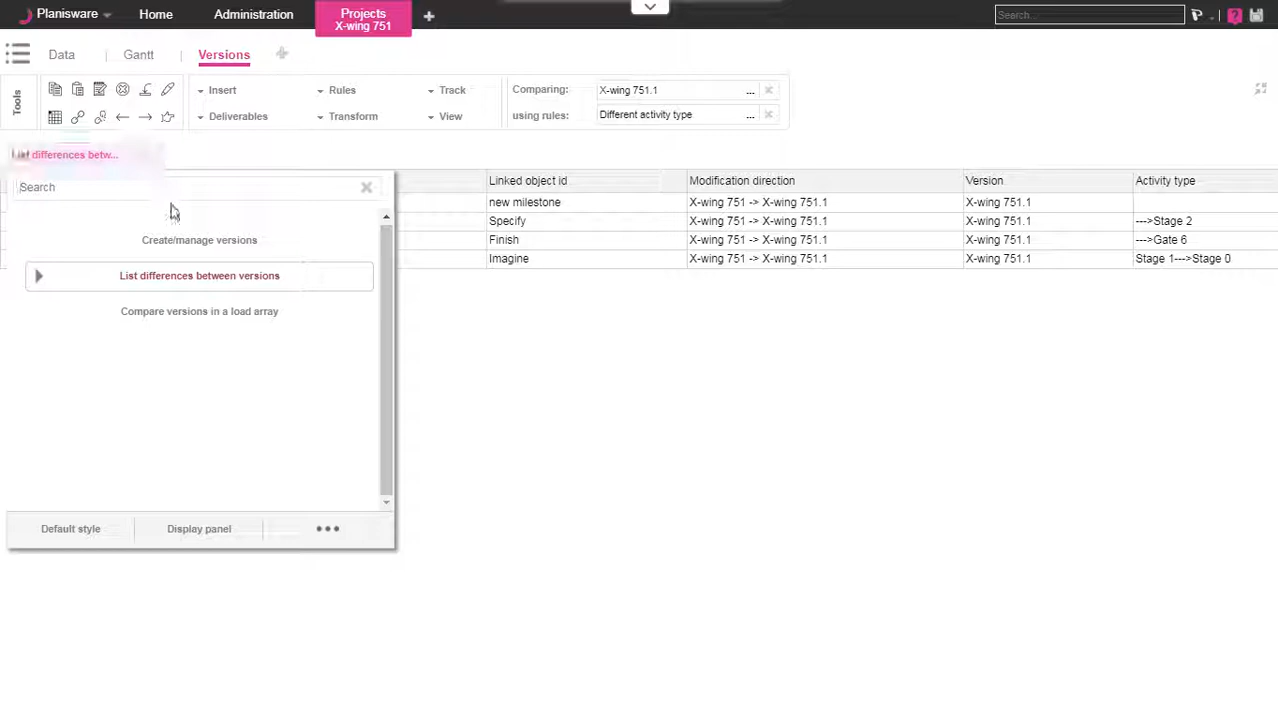 Planisware
Home
Administration
Projects
X-wing 751
Search...
Data
Gantt
Versions
Tools
Insert
Rules
Track
Deliverables
Transform
View
Comparing:
X-wing 751.1
...
using rules:
Different activity type
...
List differences betw...
Search
Create/manage versions
List differences between versions
Compare versions in a load array
Default style
Display panel
Linked object id Modification direction Version Activity type
new milestone X-wing 751 -> X-wing 751.1 X-wing 751.1
Specify X-wing 751 -> X-wing 751.1 X-wing 751.1 --->Stage 2
Finish X-wing 751 -> X-wing 751.1 X-wing 751.1 --->Gate 6
Imagine X-wing 751 -> X-wing 751.1 X-wing 751.1 Stage 1--->Stage 0